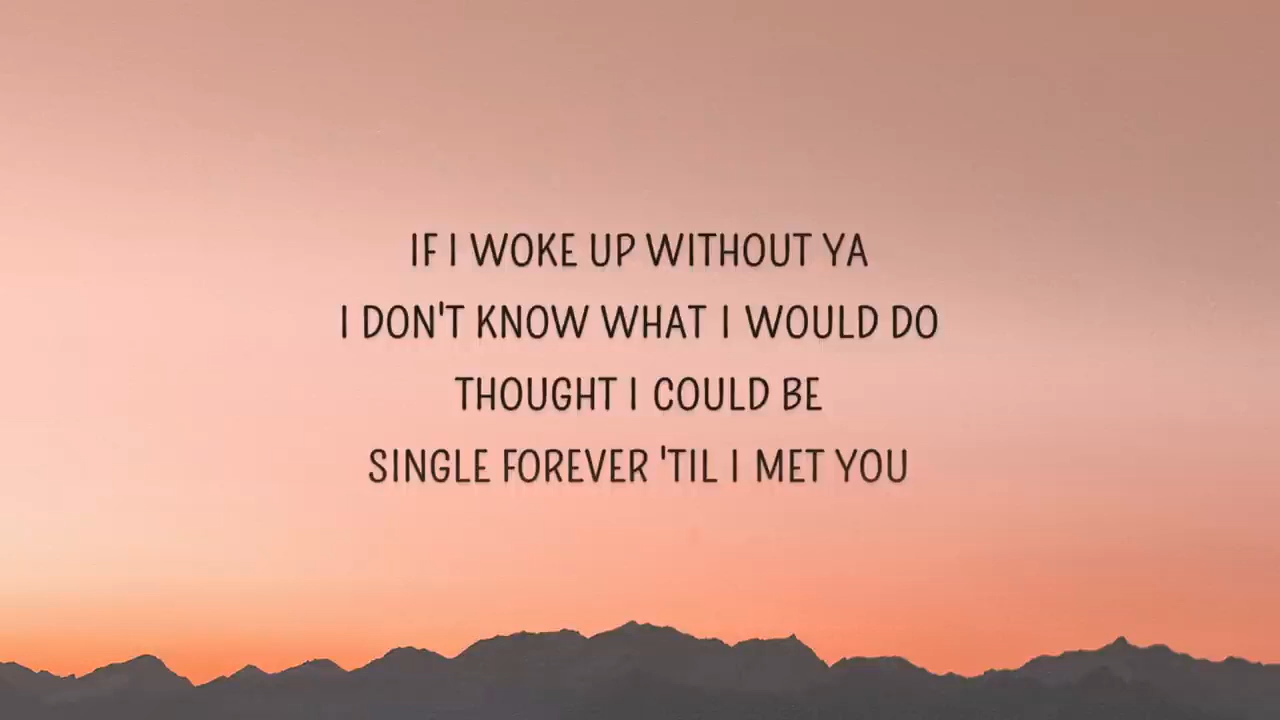 IF I WOKE UP WITHOUT YA
I DON'T KNOW WHAT I WOULD DO
THOUGHT I COULD BE
SINGLE FOREVER 'TIL I MET YOU